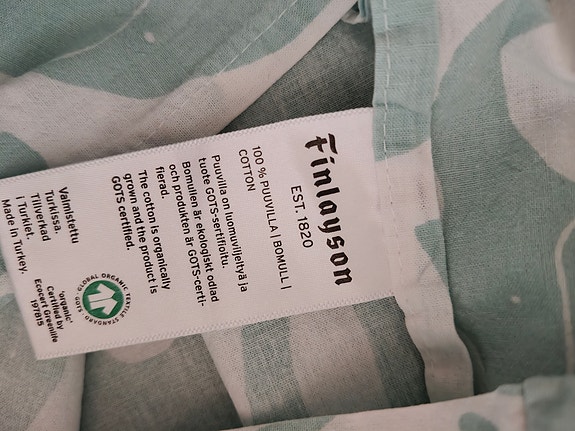 Finlayson
EST. 1820
100 % PUUVILLA | BOMULL |
COTTON
Puuvilla on luomuviljeltyä ja
tuote GOTS-sertifioitu.
Bomullen är ekologiskt odlad
och produkten är GOTS-certi-
fierad.
The cotton is organically
grown and the product is
GOTS certified.
Valmistettu
Turkissa.
Tillverkad
i Turkiet.
Made in Turkey.
GLOBAL ORGANIC TEXTILE STANDARD
GOTS
'organic'
Certified by
Ecocert Greenlife
197815